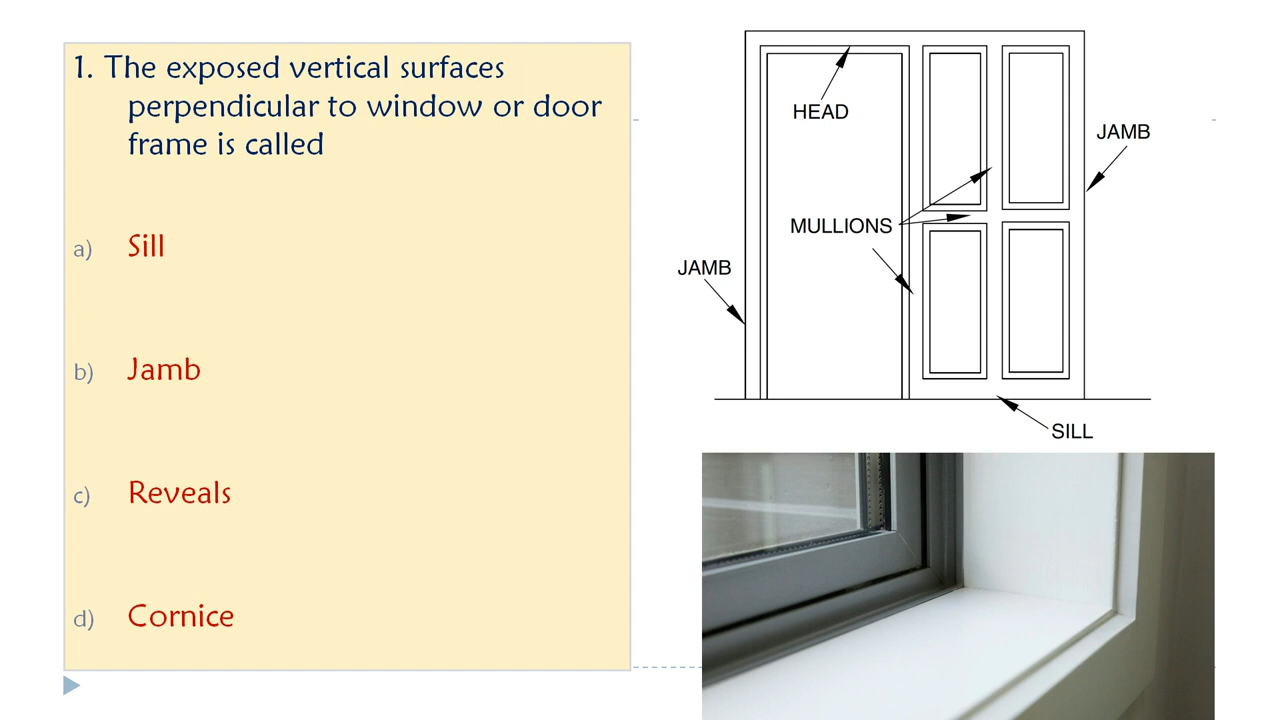 1. The exposed vertical surfaces
perpendicular to window or door
frame is called
a) Sill
b) Jamb
c) Reveals
d) Cornice
HEAD
JAMB
MULLIONS
JAMB
SILL